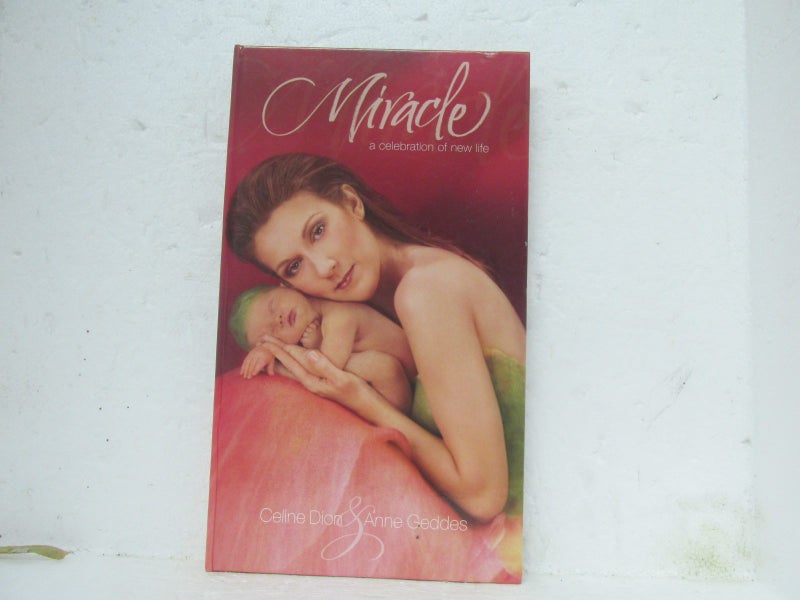 Miracle
a celebration of new life
Celine Dion & Anne Geddes